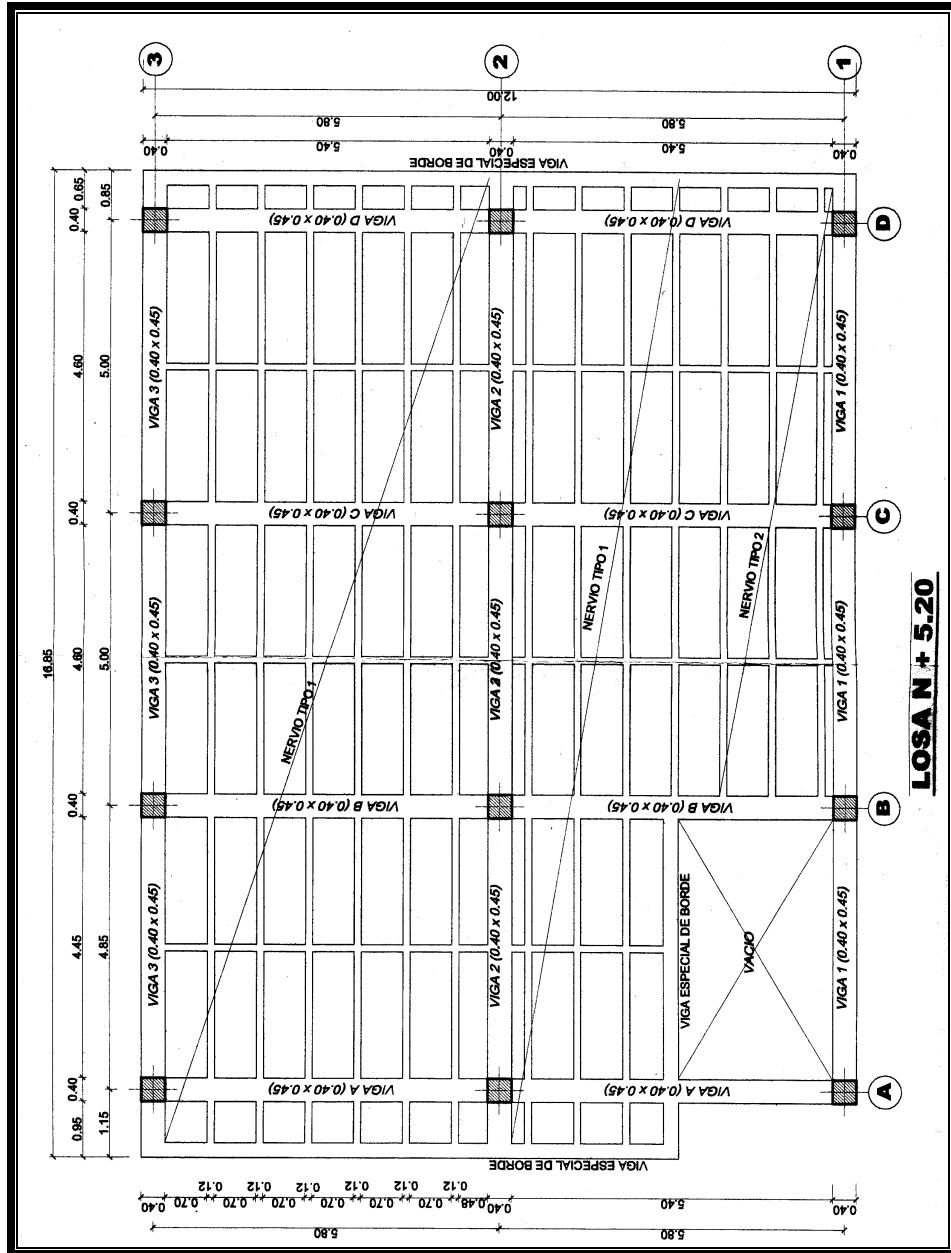 3
2
1
12.00
5.80
5.80
0.40
5.40
0.40
5.40
0.40
VIGA ESPECIAL DE BORDE
16.85
0.95
0.40
4.45
0.40
4.60
0.40
4.60
0.40
0.65
1.15
4.85
5.00
5.00
0.85
VIGA 3 (0.40 x 0.45)
VIGA 3 (0.40 x 0.45)
VIGA 3 (0.40 x 0.45)
VIGA A (0.40 x 0.45)
VIGA B (0.40 x 0.45)
VIGA C (0.40 x 0.45)
VIGA D (0.40 x 0.45)
NERVIO TIPO 1
VIGA 2 (0.40 x 0.45)
VIGA 2 (0.40 x 0.45)
VIGA 2 (0.40 x 0.45)
VIGA A (0.40 x 0.45)
VIGA B (0.40 x 0.45)
VIGA C (0.40 x 0.45)
VIGA D (0.40 x 0.45)
NERVIO TIPO 1
NERVIO TIPO 2
VIGA ESPECIAL DE BORDE
VACIO
VIGA 1 (0.40 x 0.45)
VIGA 1 (0.40 x 0.45)
VIGA 1 (0.40 x 0.45)
VIGA ESPECIAL DE BORDE
0.40
0.70
0.12
0.70
0.12
0.70
0.12
0.70
0.12
0.70
0.12
0.70
0.12
0.48
0.40
5.40
0.40
5.80
5.80
A
B
C
D
LOSA N + 5.20